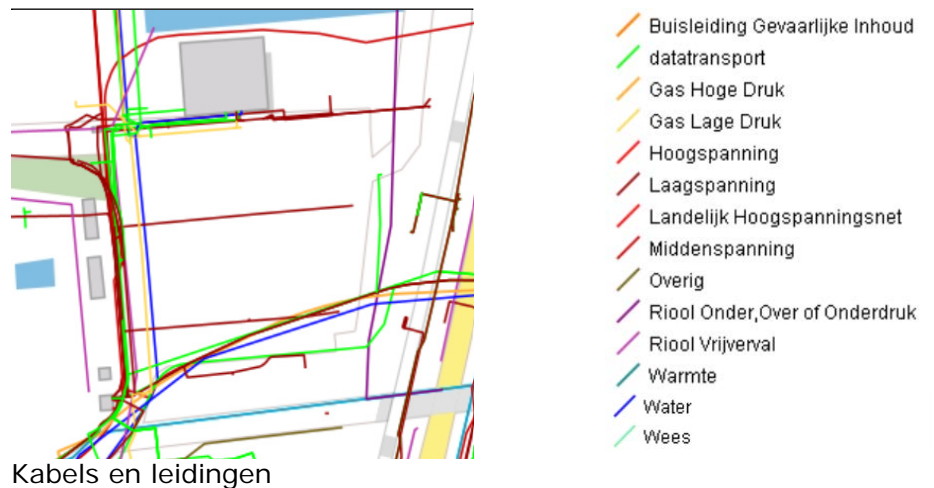 Buisleiding Gevaarlijke Inhoud
datatransport
Gas Hoge Druk
Gas Lage Druk
Hoogspanning
Laagspanning
Landelijk Hoogspanningsnet
Middenspanning
Overig
Riool Onder,Over of Onderdruk
Riool Vrijverval
Warmte
Water
Wees
Kabels en leidingen